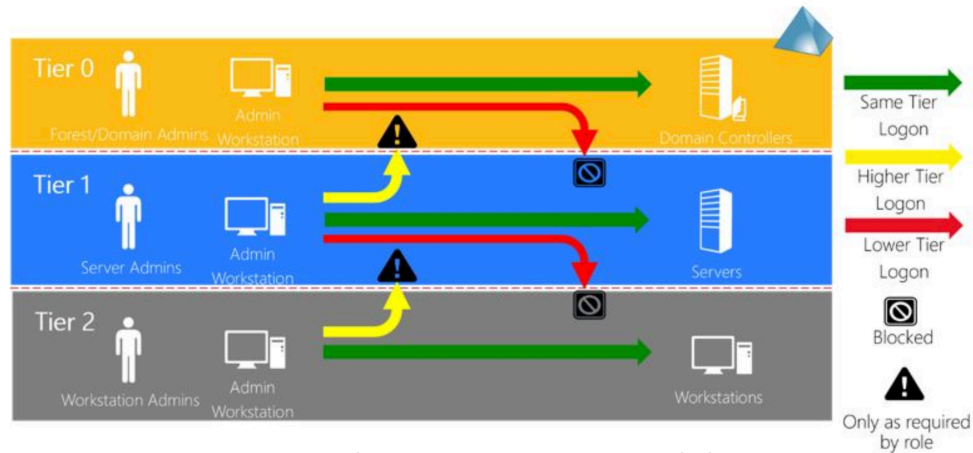 Tier 0
Forest/Domain Admins
Admin
Workstation
Domain Controllers
Tier 1
Server Admins
Admin
Workstation
Servers
Tier 2
Workstation Admins
Admin
Workstation
Workstations
Same Tier
Logon
Higher Tier
Logon
Lower Tier
Logon
Blocked
Only as required
by role